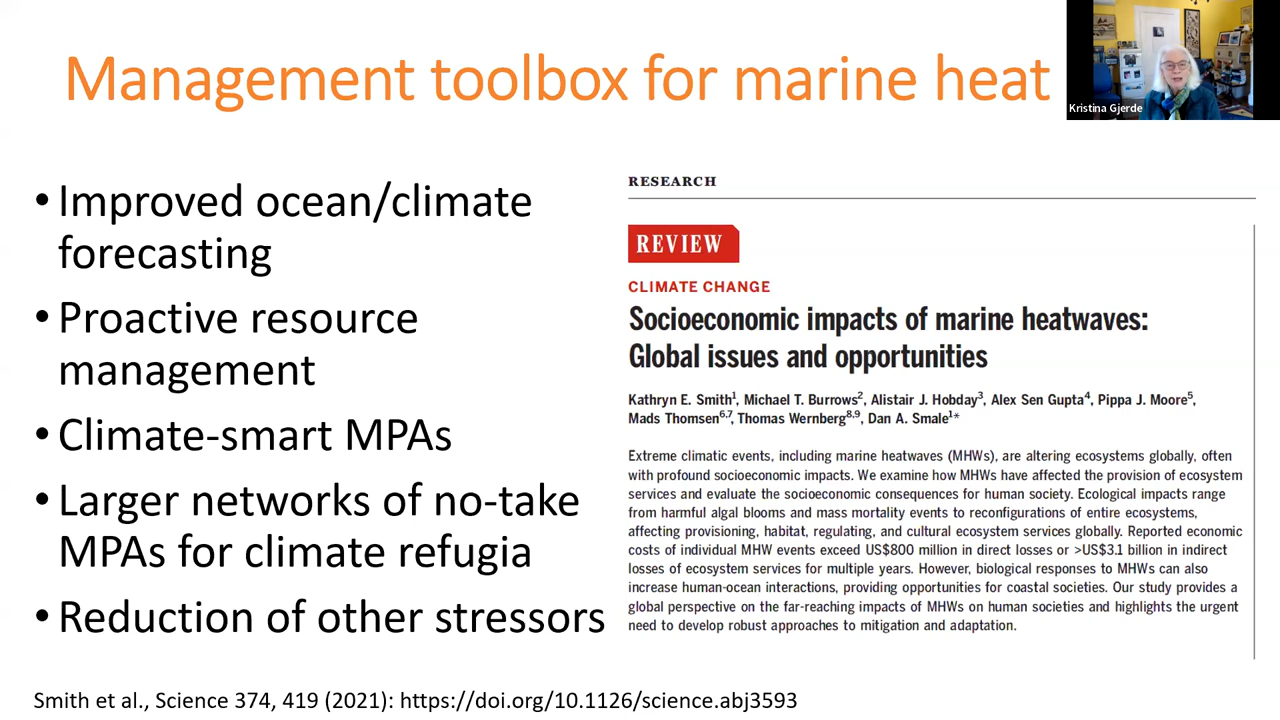 Management toolbox for marine heat
Kristina Gjerde
• Improved ocean/climate
forecasting
• Proactive resource
management
• Climate-smart MPAs
• Larger networks of no-take
MPAs for climate refugia
• Reduction of other stressors
RESEARCH
REVIEW
CLIMATE CHANGE
Socioeconomic impacts of marine heatwaves:
Global issues and opportunities
Kathryn E. Smith1, Michael T. Burrows2, Alistair J. Hobday3, Alex Sen Gupta4, Pippa J. Moore5,
Mads Thomsen6,7, Thomas Wernberg8,9, Dan A. Smale1*
Extreme climatic events, including marine heatwaves (MHWs), are altering ecosystems globally, often
with profound socioeconomic impacts. We examine how MHWs have affected the provision of ecosystem
services and evaluate the socioeconomic consequences for human society. Ecological impacts range
from harmful algal blooms and mass mortality events to reconfigurations of entire ecosystems,
affecting provisioning, habitat, regulating, and cultural ecosystem services globally. Reported economic
costs of individual MHW events exceed US$800 million in direct losses or >US$3.1 billion in indirect
losses of ecosystem services for multiple years. However, biological responses to MHWs can also
increase human-ocean interactions, providing opportunities for coastal societies. Our study provides a
global perspective on the far-reaching impacts of MHWs on human societies and highlights the urgent
need to develop robust approaches to mitigation and adaptation.
Smith et al., Science 374, 419 (2021): https://doi.org/10.1126/science.abj3593